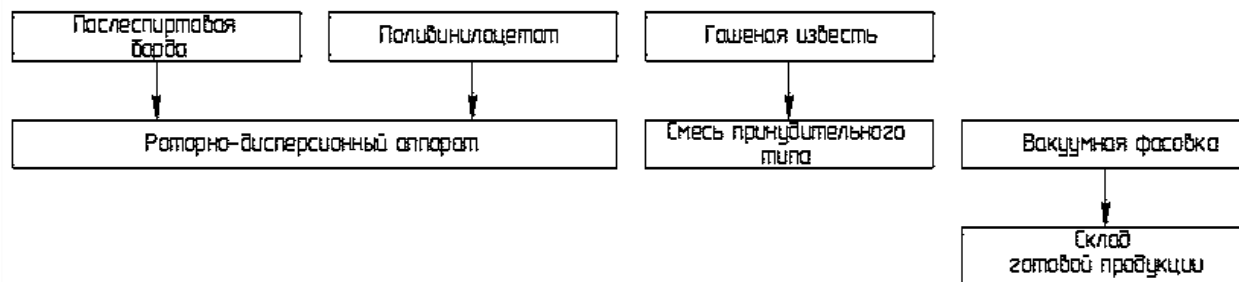 Послеспиртовая
барда
Поливинилацетат
Гашеная известь
Роторно-дисперсионный аппарат
Смесь принудительного
типа
Вакуумная фасовка
Склад
готовой продукции